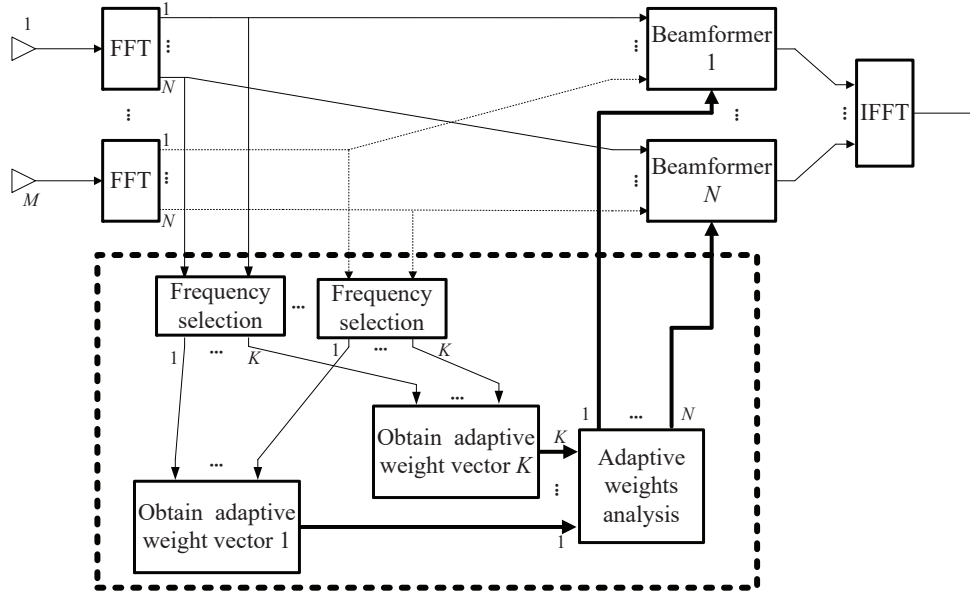 1
FFT
1
...
N
Beamformer
1
...
IFFT
...
M
FFT
1
...
N
Beamformer
N
...
...
...
Frequency
selection
...
Frequency
selection
1 ... K
1 ... K
...
Obtain adaptive
weight vector K
K
...
1 ... N
Adaptive
weights
analysis
...
Obtain adaptive
weight vector 1
1